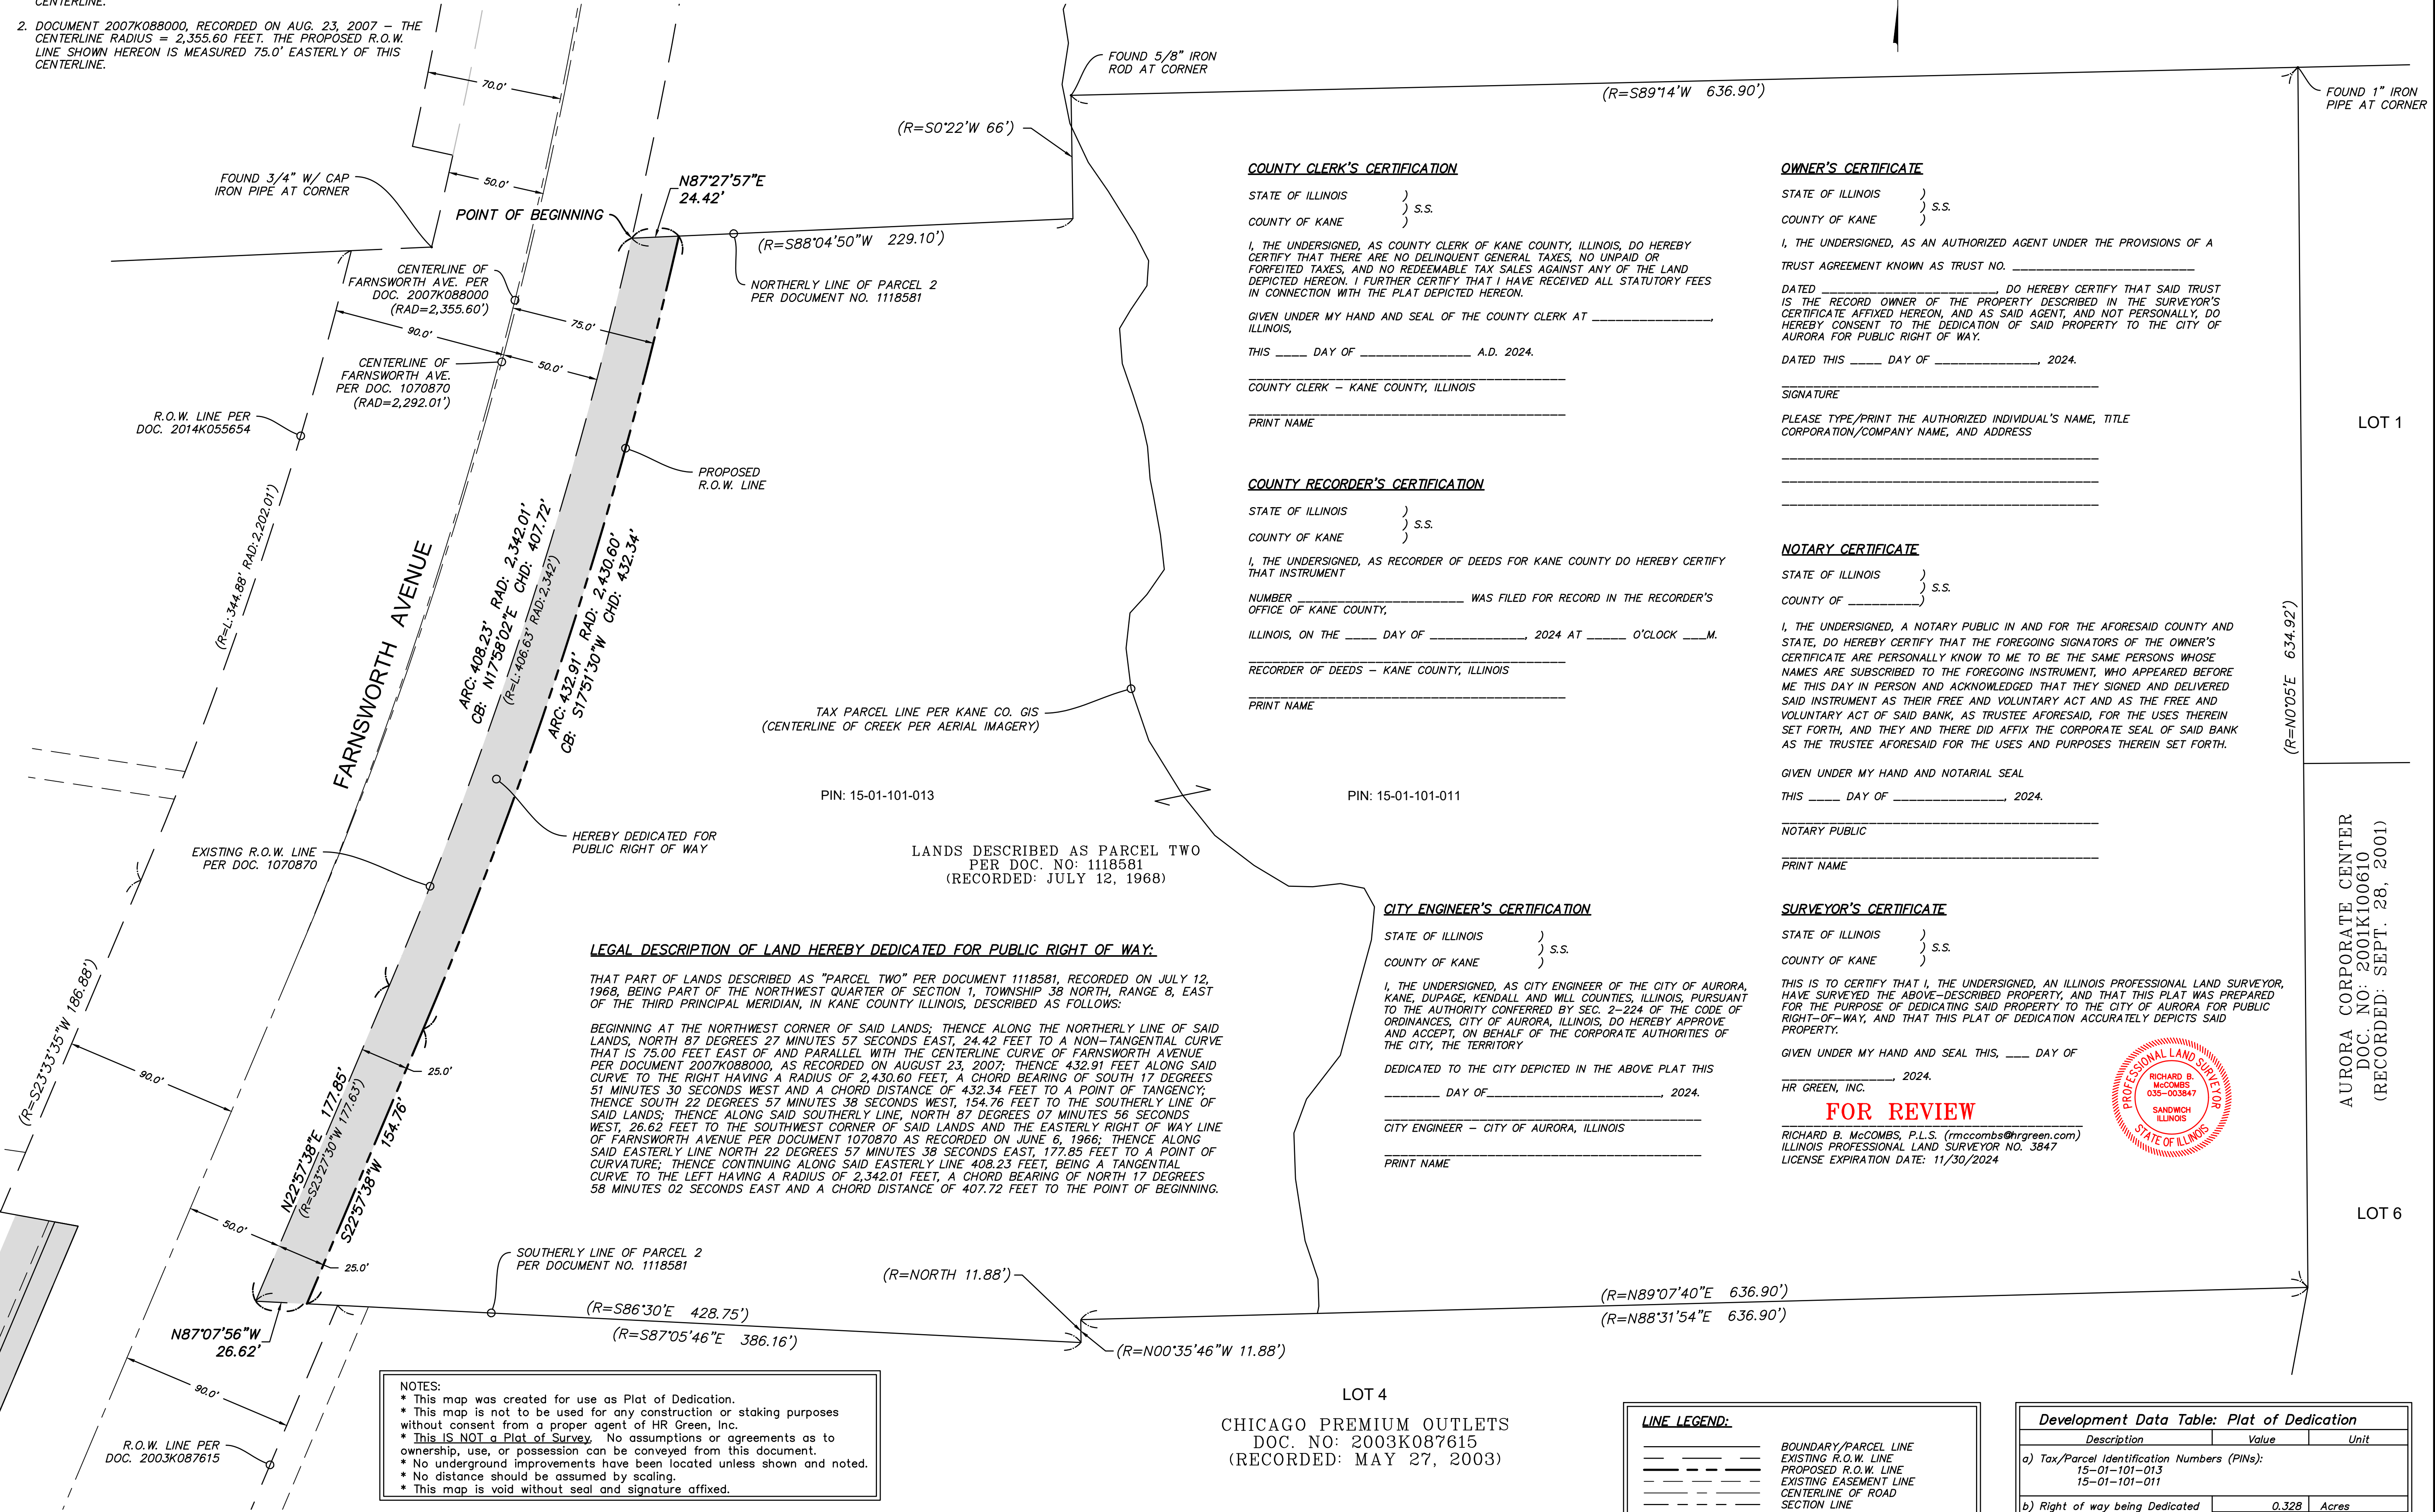 CENTERLINE.
2. DOCUMENT 2007K088000, RECORDED ON AUG. 23, 2007 – THE
CENTERLINE RADIUS = 2,355.60 FEET. THE PROPOSED R.O.W.
LINE SHOWN HEREON IS MEASURED 75.0' EASTERLY OF THIS
CENTERLINE.
70.0'
FOUND 5/8" IRON
ROD AT CORNER
(R=S89°14'W 636.90')
FOUND 1" IRON
PIPE AT CORNER
(R=S0°22'W 66')
FOUND 3/4" W/ CAP
IRON PIPE AT CORNER
50.0'
N87°27'57"E
24.42'
POINT OF BEGINNING
(R=S88°04'50"W 229.10')
CENTERLINE OF
FARNSWORTH AVE. PER
DOC. 2007K088000
(RAD=2,355.60')
NORTHERLY LINE OF PARCEL 2
PER DOCUMENT NO. 1118581
75.0'
90.0'
50.0'
CENTERLINE OF
FARNSWORTH AVE.
PER DOC. 1070870
(RAD=2,292.01')
R.O.W. LINE PER
DOC. 2014K055654
PROPOSED
R.O.W. LINE
(R=L:344.88' RAD:2,202.01')
FARNSWORTH AVENUE
ARC: 408.23' RAD: 2,342.01'
CB: N17°58'02"E CHD: 407.72'
(R=L:406.63' RAD:2,342')
ARC: 432.91' RAD: 2,430.60'
CB: S17°51'30"W CHD: 432.34'
TAX PARCEL LINE PER KANE CO. GIS
(CENTERLINE OF CREEK PER AERIAL IMAGERY)
PIN: 15-01-101-013
PIN: 15-01-101-011
HEREBY DEDICATED FOR
PUBLIC RIGHT OF WAY
EXISTING R.O.W. LINE
PER DOC. 1070870
LANDS DESCRIBED AS PARCEL TWO
PER DOC. NO: 1118581
(RECORDED: JULY 12, 1968)
COUNTY CLERK'S CERTIFICATION
STATE OF ILLINOIS )
) S.S.
COUNTY OF KANE )
I, THE UNDERSIGNED, AS COUNTY CLERK OF KANE COUNTY, ILLINOIS, DO HEREBY
CERTIFY THAT THERE ARE NO DELINQUENT GENERAL TAXES, NO UNPAID OR
FORFEITED TAXES, AND NO REDEEMABLE TAX SALES AGAINST ANY OF THE LAND
DEPICTED HEREON. I FURTHER CERTIFY THAT I HAVE RECEIVED ALL STATUTORY FEES
IN CONNECTION WITH THE PLAT DEPICTED HEREON.
GIVEN UNDER MY HAND AND SEAL OF THE COUNTY CLERK AT _______________,
ILLINOIS,
THIS ____ DAY OF ______________ A.D. 2024.
COUNTY CLERK – KANE COUNTY, ILLINOIS
PRINT NAME
COUNTY RECORDER'S CERTIFICATION
STATE OF ILLINOIS )
) S.S.
COUNTY OF KANE )
I, THE UNDERSIGNED, AS RECORDER OF DEEDS FOR KANE COUNTY DO HEREBY CERTIFY
THAT INSTRUMENT
NUMBER _____________________ WAS FILED FOR RECORD IN THE RECORDER'S
OFFICE OF KANE COUNTY,
ILLINOIS, ON THE ____ DAY OF ____________, 2024 AT _____ O'CLOCK ___M.
RECORDER OF DEEDS – KANE COUNTY, ILLINOIS
PRINT NAME
OWNER'S CERTIFICATE
STATE OF ILLINOIS )
) S.S.
COUNTY OF KANE )
I, THE UNDERSIGNED, AS AN AUTHORIZED AGENT UNDER THE PROVISIONS OF A
TRUST AGREEMENT KNOWN AS TRUST NO. _______________________
DATED ______________________, DO HEREBY CERTIFY THAT SAID TRUST
IS THE RECORD OWNER OF THE PROPERTY DESCRIBED IN THE SURVEYOR'S
CERTIFICATE AFFIXED HEREON, AND AS SAID AGENT, AND NOT PERSONALLY, DO
HEREBY CONSENT TO THE DEDICATION OF SAID PROPERTY TO THE CITY OF
AURORA FOR PUBLIC RIGHT OF WAY.
DATED THIS ____ DAY OF _____________, 2024.
SIGNATURE
PLEASE TYPE/PRINT THE AUTHORIZED INDIVIDUAL'S NAME, TITLE
CORPORATION/COMPANY NAME, AND ADDRESS
NOTARY CERTIFICATE
STATE OF ILLINOIS )
) S.S.
COUNTY OF _________)
I, THE UNDERSIGNED, A NOTARY PUBLIC IN AND FOR THE AFORESAID COUNTY AND
STATE, DO HEREBY CERTIFY THAT THE FOREGOING SIGNATORS OF THE OWNER'S
CERTIFICATE ARE PERSONALLY KNOW TO ME TO BE THE SAME PERSONS WHOSE
NAMES ARE SUBSCRIBED TO THE FOREGOING INSTRUMENT, WHO APPEARED BEFORE
ME THIS DAY IN PERSON AND ACKNOWLEDGED THAT THEY SIGNED AND DELIVERED
SAID INSTRUMENT AS THEIR FREE AND VOLUNTARY ACT AND AS THE FREE AND
VOLUNTARY ACT OF SAID BANK, AS TRUSTEE AFORESAID, FOR THE USES THEREIN
SET FORTH, AND THEY AND THERE DID AFFIX THE CORPORATE SEAL OF SAID BANK
AS THE TRUSTEE AFORESAID FOR THE USES AND PURPOSES THEREIN SET FORTH.
GIVEN UNDER MY HAND AND NOTARIAL SEAL
THIS ____ DAY OF ______________, 2024.
NOTARY PUBLIC
PRINT NAME
LOT 1
(R=N0°05'E 634.92')
AURORA CORPORATE CENTER
DOC. NO: 2001K100610
(RECORDED: SEPT. 28, 2001)
LOT 6
LEGAL DESCRIPTION OF LAND HEREBY DEDICATED FOR PUBLIC RIGHT OF WAY:
THAT PART OF LANDS DESCRIBED AS "PARCEL TWO" PER DOCUMENT 1118581, RECORDED ON JULY 12,
1968, BEING PART OF THE NORTHWEST QUARTER OF SECTION 1, TOWNSHIP 38 NORTH, RANGE 8, EAST
OF THE THIRD PRINCIPAL MERIDIAN, IN KANE COUNTY ILLINOIS, DESCRIBED AS FOLLOWS:
BEGINNING AT THE NORTHWEST CORNER OF SAID LANDS; THENCE ALONG THE NORTHERLY LINE OF SAID
LANDS, NORTH 87 DEGREES 27 MINUTES 57 SECONDS EAST, 24.42 FEET TO A NON–TANGENTIAL CURVE
THAT IS 75.00 FEET EAST OF AND PARALLEL WITH THE CENTERLINE CURVE OF FARNSWORTH AVENUE
PER DOCUMENT 2007K088000, AS RECORDED ON AUGUST 23, 2007; THENCE 432.91 FEET ALONG SAID
CURVE TO THE RIGHT HAVING A RADIUS OF 2,430.60 FEET, A CHORD BEARING OF SOUTH 17 DEGREES
51 MINUTES 30 SECONDS WEST AND A CHORD DISTANCE OF 432.34 FEET TO A POINT OF TANGENCY;
THENCE SOUTH 22 DEGREES 57 MINUTES 38 SECONDS WEST, 154.76 FEET TO THE SOUTHERLY LINE OF
SAID LANDS; THENCE ALONG SAID SOUTHERLY LINE, NORTH 87 DEGREES 07 MINUTES 56 SECONDS
WEST, 26.62 FEET TO THE SOUTHWEST CORNER OF SAID LANDS AND THE EASTERLY RIGHT OF WAY LINE
OF FARNSWORTH AVENUE PER DOCUMENT 1070870 AS RECORDED ON JUNE 6, 1966; THENCE ALONG
SAID EASTERLY LINE NORTH 22 DEGREES 57 MINUTES 38 SECONDS EAST, 177.85 FEET TO A POINT OF
CURVATURE; THENCE CONTINUING ALONG SAID EASTERLY LINE 408.23 FEET, BEING A TANGENTIAL
CURVE TO THE LEFT HAVING A RADIUS OF 2,342.01 FEET, A CHORD BEARING OF NORTH 17 DEGREES
58 MINUTES 02 SECONDS EAST AND A CHORD DISTANCE OF 407.72 FEET TO THE POINT OF BEGINNING.
CITY ENGINEER'S CERTIFICATION
STATE OF ILLINOIS )
) S.S.
COUNTY OF KANE )
I, THE UNDERSIGNED, AS CITY ENGINEER OF THE CITY OF AURORA,
KANE, DUPAGE, KENDALL AND WILL COUNTIES, ILLINOIS, PURSUANT
TO THE AUTHORITY CONFERRED BY SEC. 2–224 OF THE CODE OF
ORDINANCES, CITY OF AURORA, ILLINOIS, DO HEREBY APPROVE
AND ACCEPT, ON BEHALF OF THE CORPORATE AUTHORITIES OF
THE CITY, THE TERRITORY
DEDICATED TO THE CITY DEPICTED IN THE ABOVE PLAT THIS
_______ DAY OF______________________, 2024.
CITY ENGINEER – CITY OF AURORA, ILLINOIS
PRINT NAME
SURVEYOR'S CERTIFICATE
STATE OF ILLINOIS )
) S.S.
COUNTY OF KANE )
THIS IS TO CERTIFY THAT I, THE UNDERSIGNED, AN ILLINOIS PROFESSIONAL LAND SURVEYOR,
HAVE SURVEYED THE ABOVE–DESCRIBED PROPERTY, AND THAT THIS PLAT WAS PREPARED
FOR THE PURPOSE OF DEDICATING SAID PROPERTY TO THE CITY OF AURORA FOR PUBLIC
RIGHT–OF–WAY, AND THAT THIS PLAT OF DEDICATION ACCURATELY DEPICTS SAID
PROPERTY.
GIVEN UNDER MY HAND AND SEAL THIS, ___ DAY OF
______________, 2024.
HR GREEN, INC.
FOR REVIEW
RICHARD B. McCOMBS, P.L.S. (rmccombs@hrgreen.com)
ILLINOIS PROFESSIONAL LAND SURVEYOR NO. 3847
LICENSE EXPIRATION DATE: 11/30/2024
PROFESSIONAL LAND SURVEYOR
RICHARD B.
McCOMBS
035-003847
SANDWICH
ILLINOIS
STATE OF ILLINOIS
(R=S23°33'35"W 186.88')
90.0'
25.0'
N22°57'38"E 177.85'
(R=S23°27'30"W 177.63')
S22°57'38"W 154.76'
50.0'
25.0'
SOUTHERLY LINE OF PARCEL 2
PER DOCUMENT NO. 1118581
(R=NORTH 11.88')
(R=S86°30'E 428.75')
(R=S87°05'46"E 386.16')
(R=N89°07'40"E 636.90')
(R=N88°31'54"E 636.90')
(R=N00°35'46"W 11.88')
N87°07'56"W
26.62'
90.0'
R.O.W. LINE PER
DOC. 2003K087615
NOTES:
* This map was created for use as Plat of Dedication.
* This map is not to be used for any construction or staking purposes
without consent from a proper agent of HR Green, Inc.
* This IS NOT a Plat of Survey. No assumptions or agreements as to
ownership, use, or possession can be conveyed from this document.
* No underground improvements have been located unless shown and noted.
* No distance should be assumed by scaling.
* This map is void without seal and signature affixed.
LOT 4
CHICAGO PREMIUM OUTLETS
DOC. NO: 2003K087615
(RECORDED: MAY 27, 2003)
LINE LEGEND:
BOUNDARY/PARCEL LINE
EXISTING R.O.W. LINE
PROPOSED R.O.W. LINE
EXISTING EASEMENT LINE
CENTERLINE OF ROAD
SECTION LINE
Development Data Table: Plat of Dedication
Description Value Unit
a) Tax/Parcel Identification Numbers (PINs):
15–01–101–013
15–01–101–011
b) Right of way being Dedicated 0.328 Acres